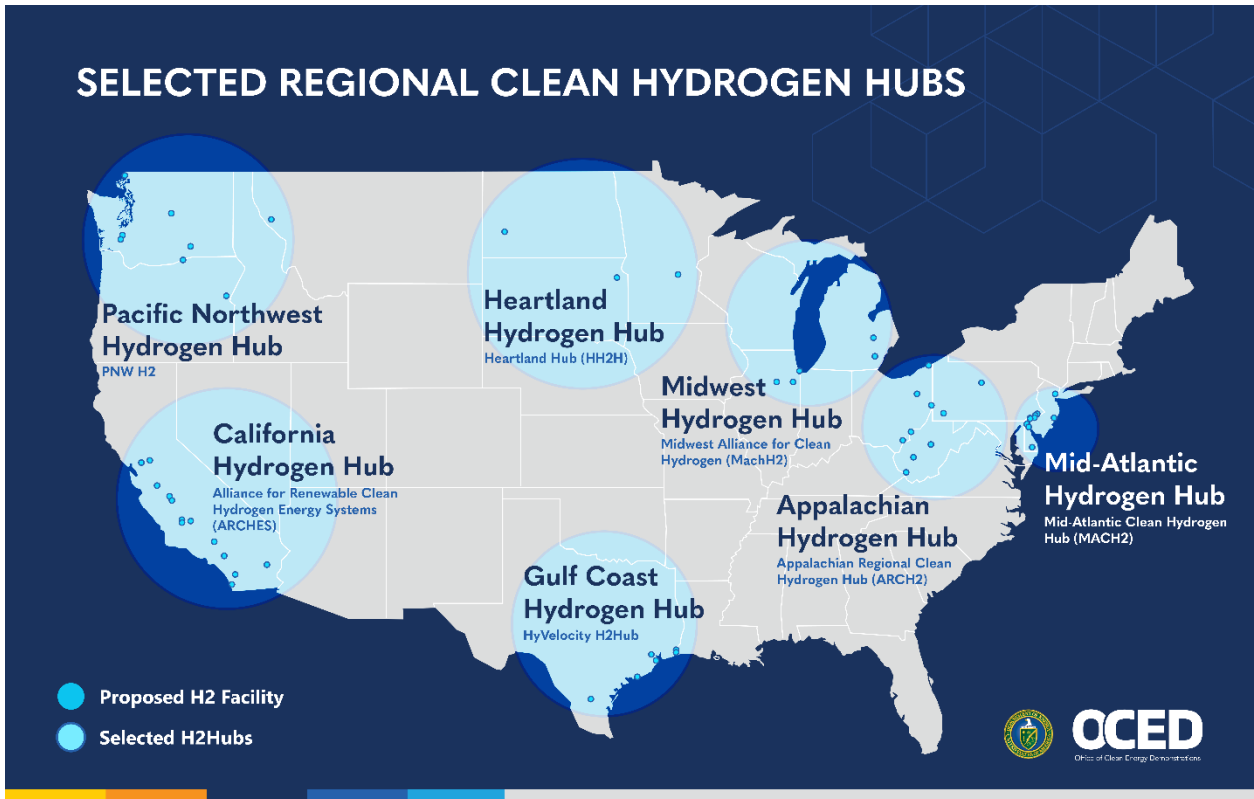 SELECTED REGIONAL CLEAN HYDROGEN HUBS
Pacific Northwest
Hydrogen Hub
PNW H2
Heartland
Hydrogen Hub
Heartland Hub (HH2H)
Midwest
Hydrogen Hub
Midwest Alliance for Clean
Hydrogen (MachH2)
California
Hydrogen Hub
Alliance for Renewable Clean
Hydrogen Energy Systems
(ARCHES)
Mid-Atlantic
Hydrogen Hub
Mid-Atlantic Clean Hydrogen
Hub (MACH2)
Appalachian
Hydrogen Hub
Appalachian Regional Clean
Hydrogen Hub (ARCH2)
Gulf Coast
Hydrogen Hub
HyVelocity H2Hub
Proposed H2 Facility
Selected H2Hubs
OCED
Office of Clean Energy Demonstrations